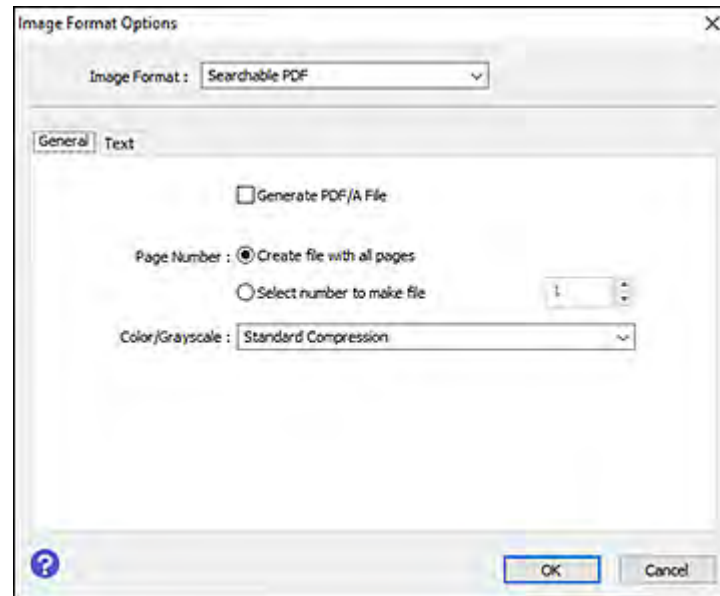 Image Format Options
Image Format : Searchable PDF
General Text
Generate PDF/A File
Page Number : Create file with all pages
Select number to make file 1
Color/Grayscale : Standard Compression
? OK Cancel